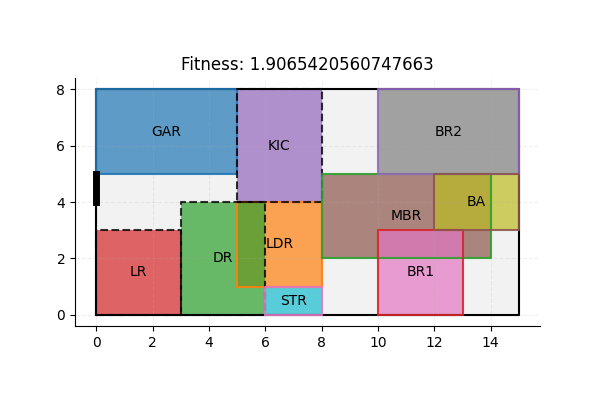 Fitness: 1.9065420560747663
8
GAR
KIC
BR2
6
4
MBR
BA
DR
LDR
2
LR
BR1
STR
0
0 2 4 6 8 10 12 14